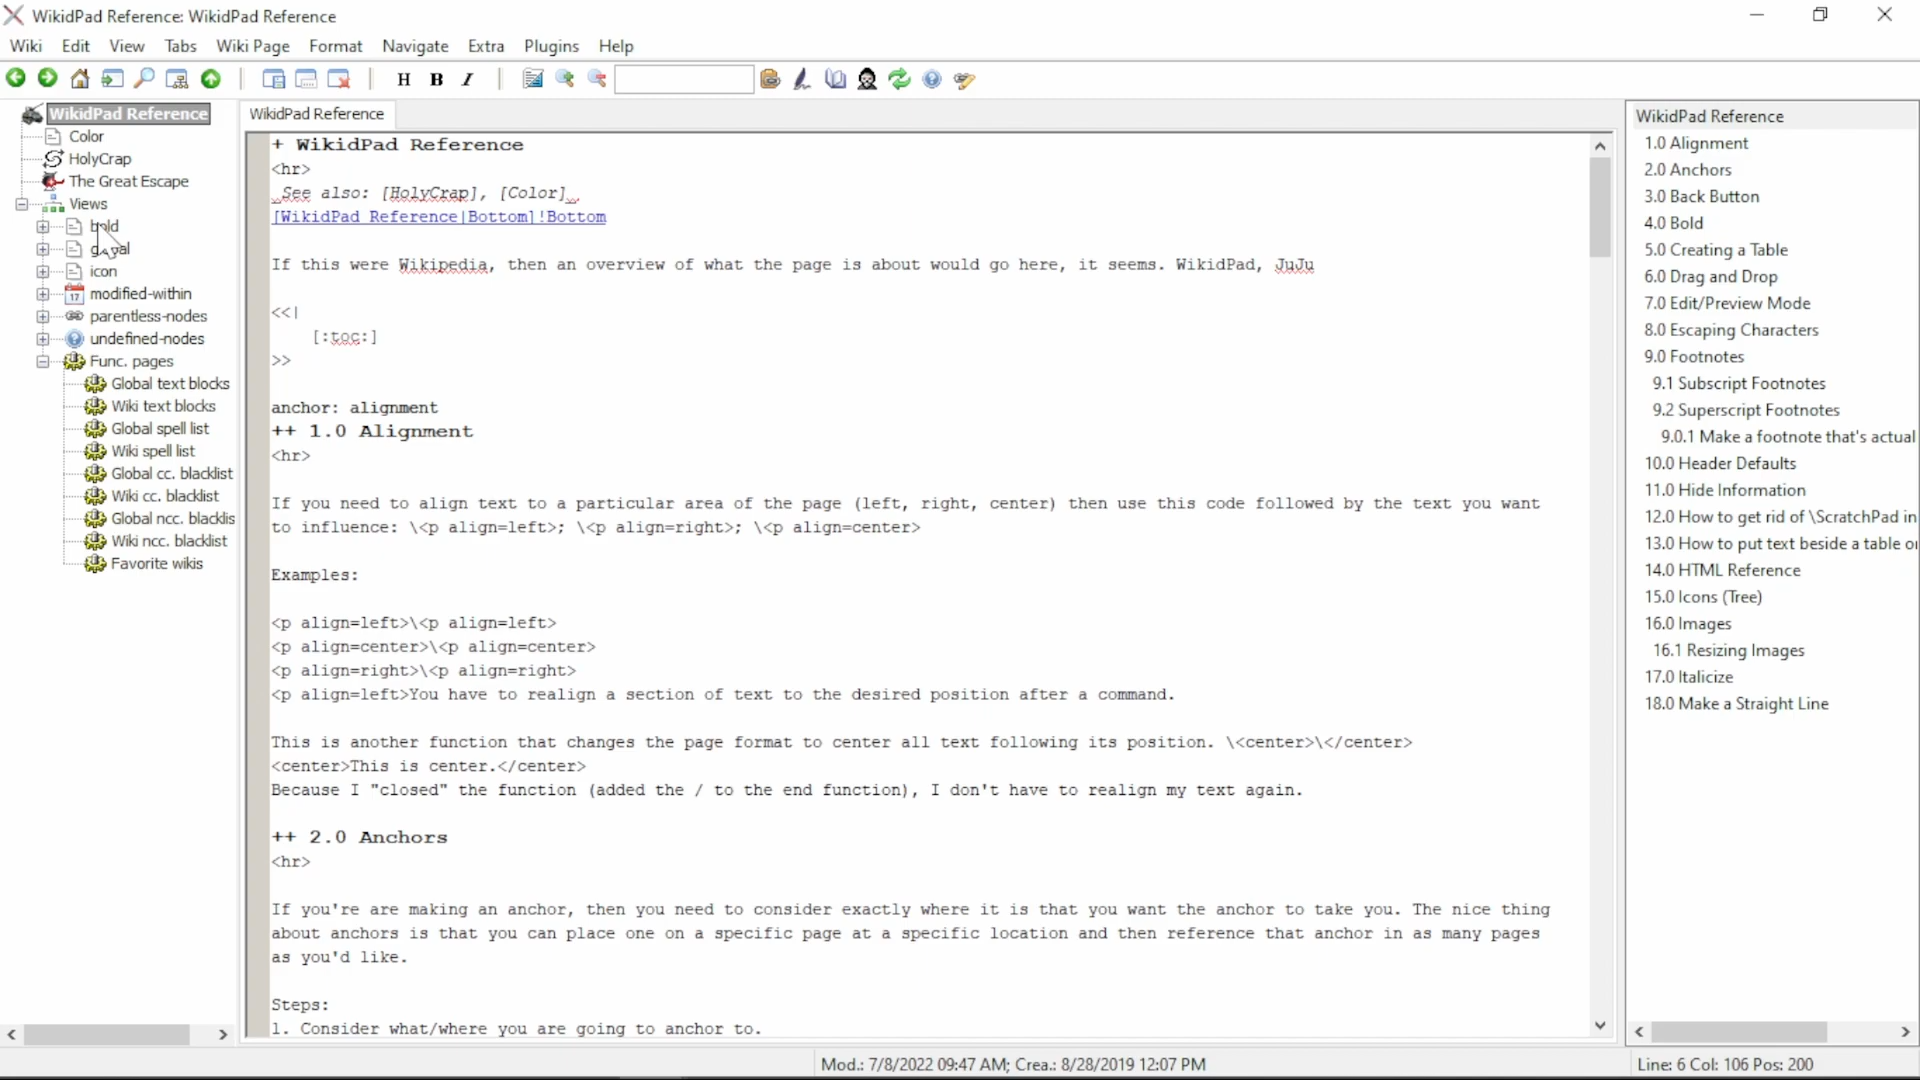 WikidPad Reference: WikidPad Reference
Wiki Edit View Tabs Wiki Page Format Navigate Extra Plugins Help
H B I
WikidPad Reference
Color
HolyCrap
The Great Escape
Views
bold
icon
modified-within
parentless-nodes
undefined-nodes
Func. pages
Global text blocks
Wiki text blocks
Global spell list
Wiki spell list
Global cc. blacklist
Wiki cc. blacklist
Global ncc. blacklis
Wiki ncc. blacklist
Favorite wikis
WikidPad Reference
+ WikidPad Reference
<hr>
_See also: [HolyCrap], [Color]_
[WikidPad Reference|Bottom]!Bottom
If this were Wikipedia, then an overview of what the page is about would go here, it seems. WikidPad, JuJu
<<|
[:toc:]
>>
anchor: alignment
++ 1.0 Alignment
<hr>
If you need to align text to a particular area of the page (left, right, center) then use this code followed by the text you want
to influence: \<p align=left>; \<p align=right>; \<p align=center>
Examples:
<p align=left>\<p align=left>
<p align=center>\<p align=center>
<p align=right>\<p align=right>
<p align=left>You have to realign a section of text to the desired position after a command.
This is another function that changes the page format to center all text following its position. \<center>\</center>
<center>This is center.</center>
Because I "closed" the function (added the / to the end function), I don't have to realign my text again.
++ 2.0 Anchors
<hr>
If you're are making an anchor, then you need to consider exactly where it is that you want the anchor to take you. The nice thing
about anchors is that you can place one on a specific page at a specific location and then reference that anchor in as many pages
as you'd like.
Steps:
1. Consider what/where you are going to anchor to.
WikidPad Reference
1.0 Alignment
2.0 Anchors
3.0 Back Button
4.0 Bold
5.0 Creating a Table
6.0 Drag and Drop
7.0 Edit/Preview Mode
8.0 Escaping Characters
9.0 Footnotes
9.1 Subscript Footnotes
9.2 Superscript Footnotes
9.0.1 Make a footnote that's actual
10.0 Header Defaults
11.0 Hide Information
12.0 How to get rid of \ScratchPad in
13.0 How to put text beside a table or
14.0 HTML Reference
15.0 Icons (Tree)
16.0 Images
16.1 Resizing Images
17.0 Italicize
18.0 Make a Straight Line
Mod.: 7/8/2022 09:47 AM; Crea.: 8/28/2019 12:07 PM
Line: 6 Col: 106 Pos: 200